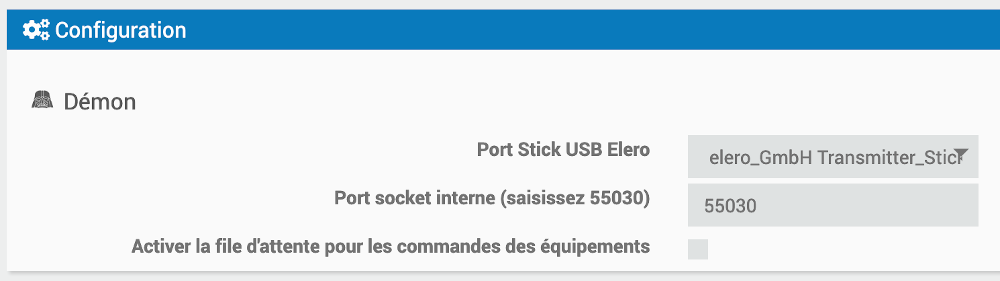 Configuration
Démon
Port Stick USB Elero
elero_GmbH Transmitter_Stick
Port socket interne (saisissez 55030)
55030
Activer la file d'attente pour les commandes des équipements